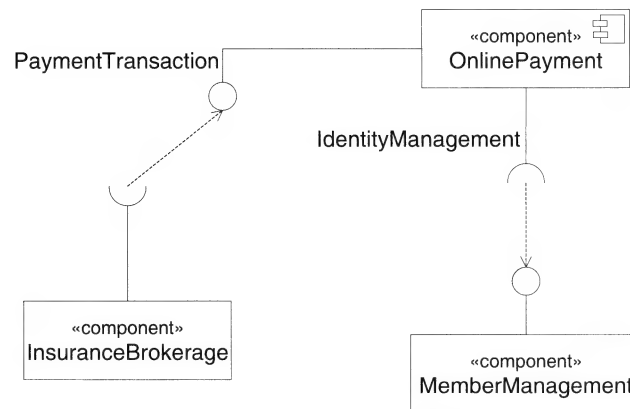 «component»
OnlinePayment
PaymentTransaction
IdentityManagement
«component»
InsuranceBrokerage
«component»
MemberManagement